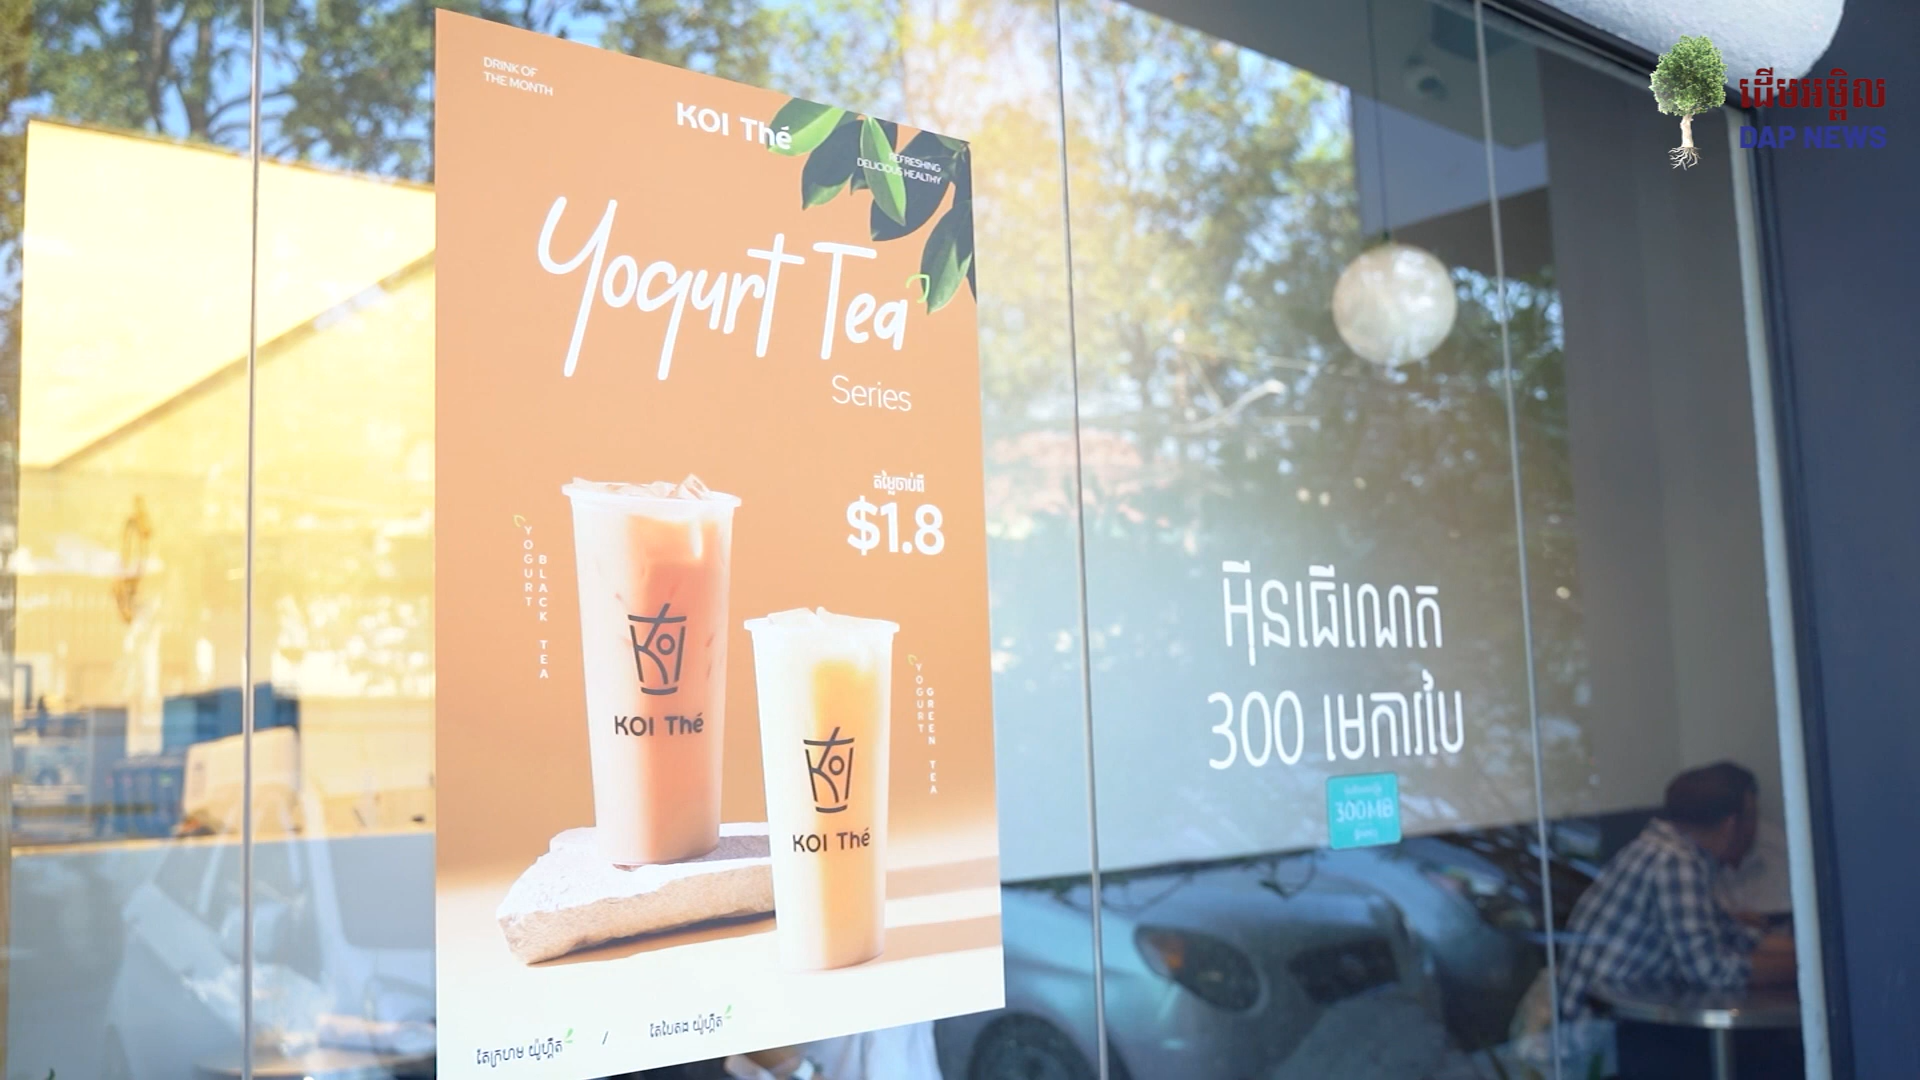 DRINK OF
THE MONTH
KOI Thé
REFRESHING
DELICIOUS HEALTHY
Yogurt Tea
Series
តម្លៃចាប់ពី
$1.8
YOGURT
BLACK TEA
KOI
KOI Thé
YOGURT
GREEN TEA
KOI
KOI Thé
តែក្រហម យ៉ូហ្គឺត / តែបៃតង យ៉ូហ្គឺត
អ៊ីនធើណេត
300 មេកាបៃ
300MB
ដើមអម្ពិល
DAP NEWS